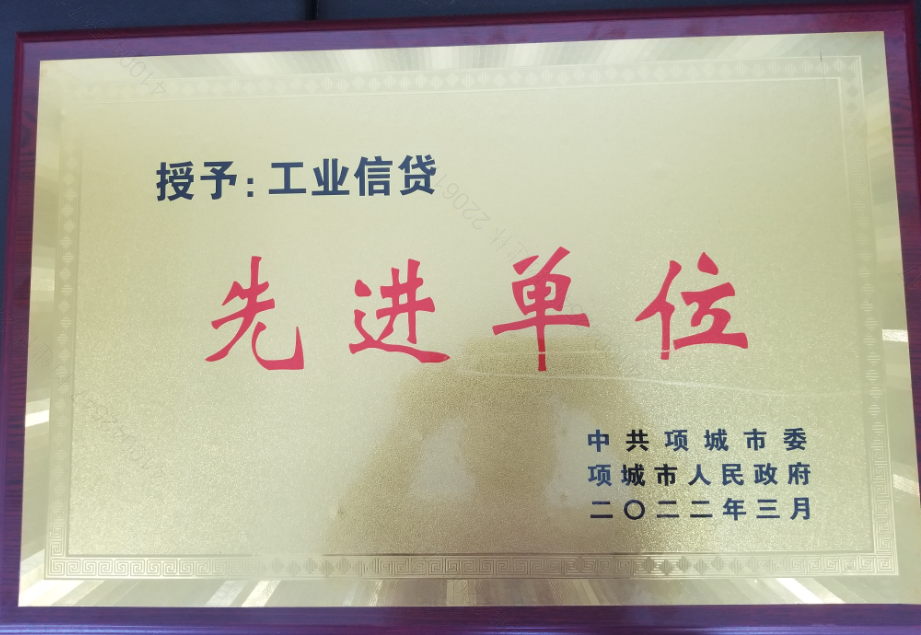 授予:工业信贷
先进单位
中共项城市委
项城市人民政府
二〇二二年三月